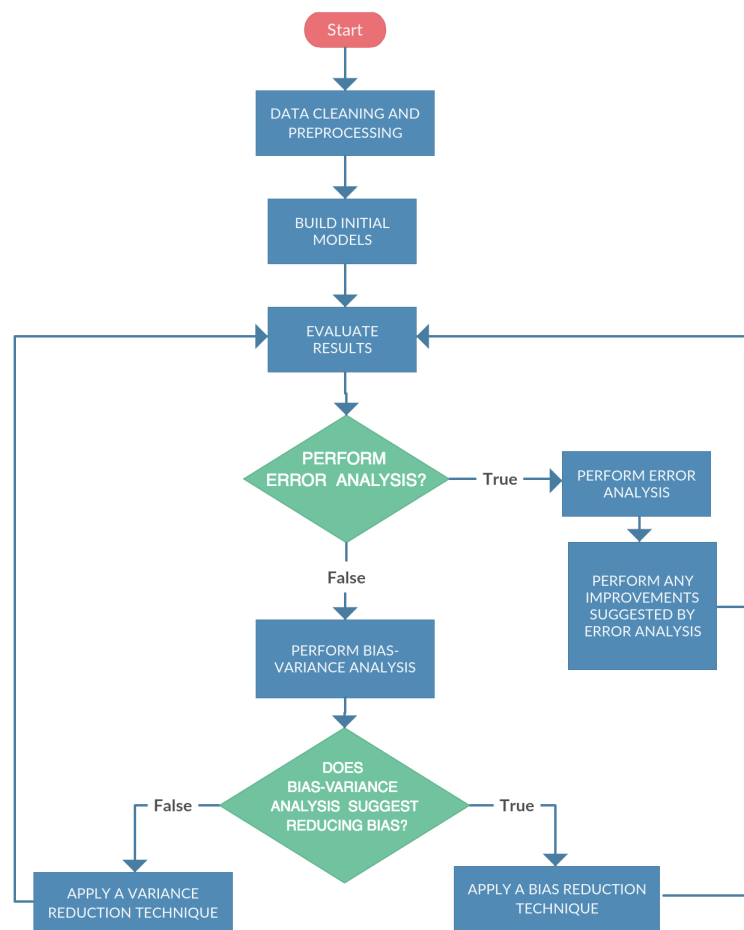 Start
DATA CLEANING AND
PREPROCESSING
BUILD INITIAL
MODELS
EVALUATE
RESULTS
PERFORM
ERROR ANALYSIS?
True
PERFORM ERROR
ANALYSIS
False
PERFORM ANY
IMPROVEMENTS
SUGGESTED BY
ERROR ANALYSIS
PERFORM BIAS-
VARIANCE ANALYSIS
DOES
BIAS-VARIANCE
ANALYSIS SUGGEST
REDUCING BIAS?
False
True
APPLY A VARIANCE
REDUCTION TECHNIQUE
APPLY A BIAS REDUCTION
TECHNIQUE